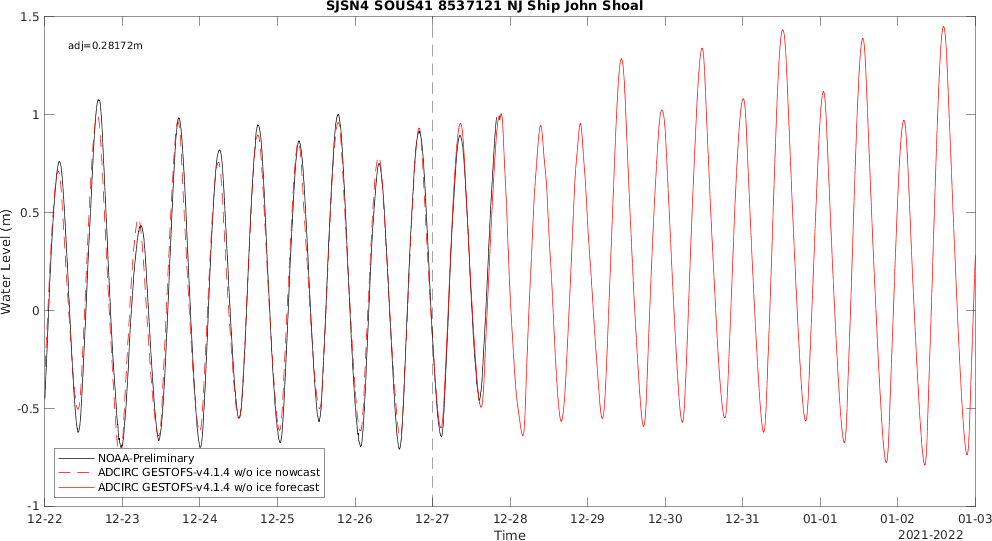 SJSN4 SOUS41 8537121 NJ Ship John Shoal
adj=0.28172m
1.5
1
0.5
0
-0.5
-1
Water Level (m)
NOAA-Preliminary
ADCIRC GESTOFS-v4.1.4 w/o ice nowcast
ADCIRC GESTOFS-v4.1.4 w/o ice forecast
12-22 12-23 12-24 12-25 12-26 12-27 12-28 12-29 12-30 12-31 01-01 01-02 01-03
Time
2021-2022